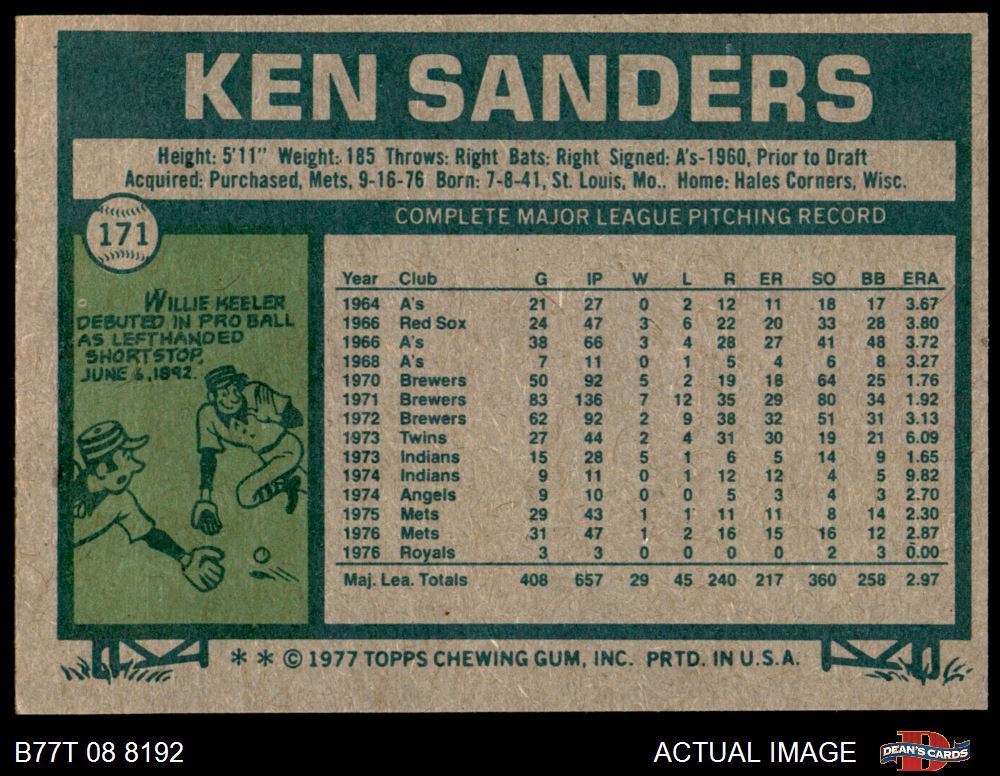 KEN SANDERS
Height: 5'11" Weight: 185 Throws: Right Bats: Right Signed: A's-1960, Prior to Draft
Acquired: Purchased, Mets, 9-16-76 Born: 7-8-41, St. Louis, Mo.. Home: Hales Corners, Wisc.
171
COMPLETE MAJOR LEAGUE PITCHING RECORD
WILLIE KEELER
DEBUTED IN PRO BALL
AS LEFTHANDED
SHORTSTOP,
JUNE 6, 1892.
Year Club G IP W L R ER SO BB ERA
1964 A's 21 27 0 2 12 11 18 17 3.67
1966 Red Sox 24 47 3 6 22 20 33 28 3.80
1966 A's 38 66 3 4 28 27 41 48 3.72
1968 A's 7 11 0 1 5 4 6 8 3.27
1970 Brewers 50 92 5 2 19 18 64 25 1.76
1971 Brewers 83 136 7 12 35 29 80 34 1.92
1972 Brewers 62 92 2 9 38 32 51 31 3.13
1973 Twins 27 44 2 4 31 30 19 21 6.09
1973 Indians 15 28 5 1 6 5 14 9 1.65
1974 Indians 9 11 0 1 12 12 4 5 9.82
1974 Angels 9 10 0 0 5 3 4 3 2.70
1975 Mets 29 43 1 1 11 11 8 14 2.30
1976 Mets 31 47 1 2 16 15 16 12 2.87
1976 Royals 3 3 0 0 0 0 2 3 0.00
Maj. Lea. Totals 408 657 29 45 240 217 360 258 2.97
* * © 1977 TOPPS CHEWING GUM, INC. PRTD. IN U.S.A.
B77T 08 8192
ACTUAL IMAGE
D
DEAN'S CARDS